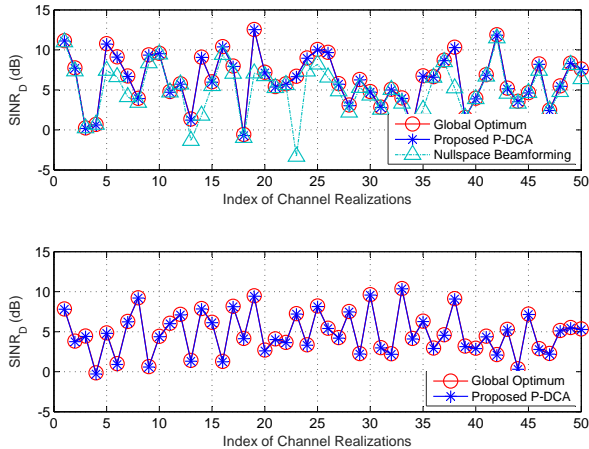 15
10
5
0
-5
SINR_D (dB)
0 5 10 15 20 25 30 35 40 45 50
Index of Channel Realizations
Global Optimum
Proposed P-DCA
Nullspace Beamforming
15
10
5
0
-5
SINR_D (dB)
0 5 10 15 20 25 30 35 40 45 50
Index of Channel Realizations
Global Optimum
Proposed P-DCA